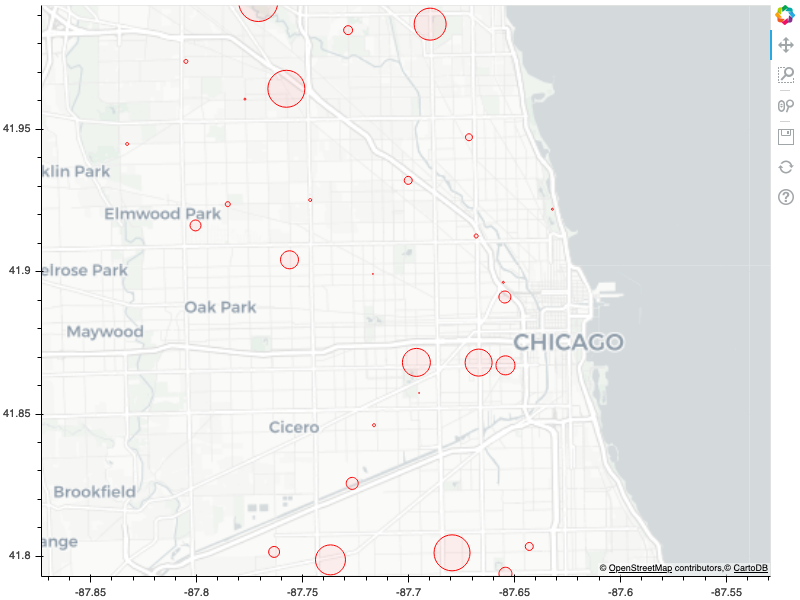 41.95
klin Park
Elmwood Park
41.9
elrose Park
Oak Park
Maywood
CHICAGO
41.85
Cicero
Brookfield
ange
41.8
© OpenStreetMap contributors,© CartoDB
-87.85 -87.8 -87.75 -87.7 -87.65 -87.6 -87.55